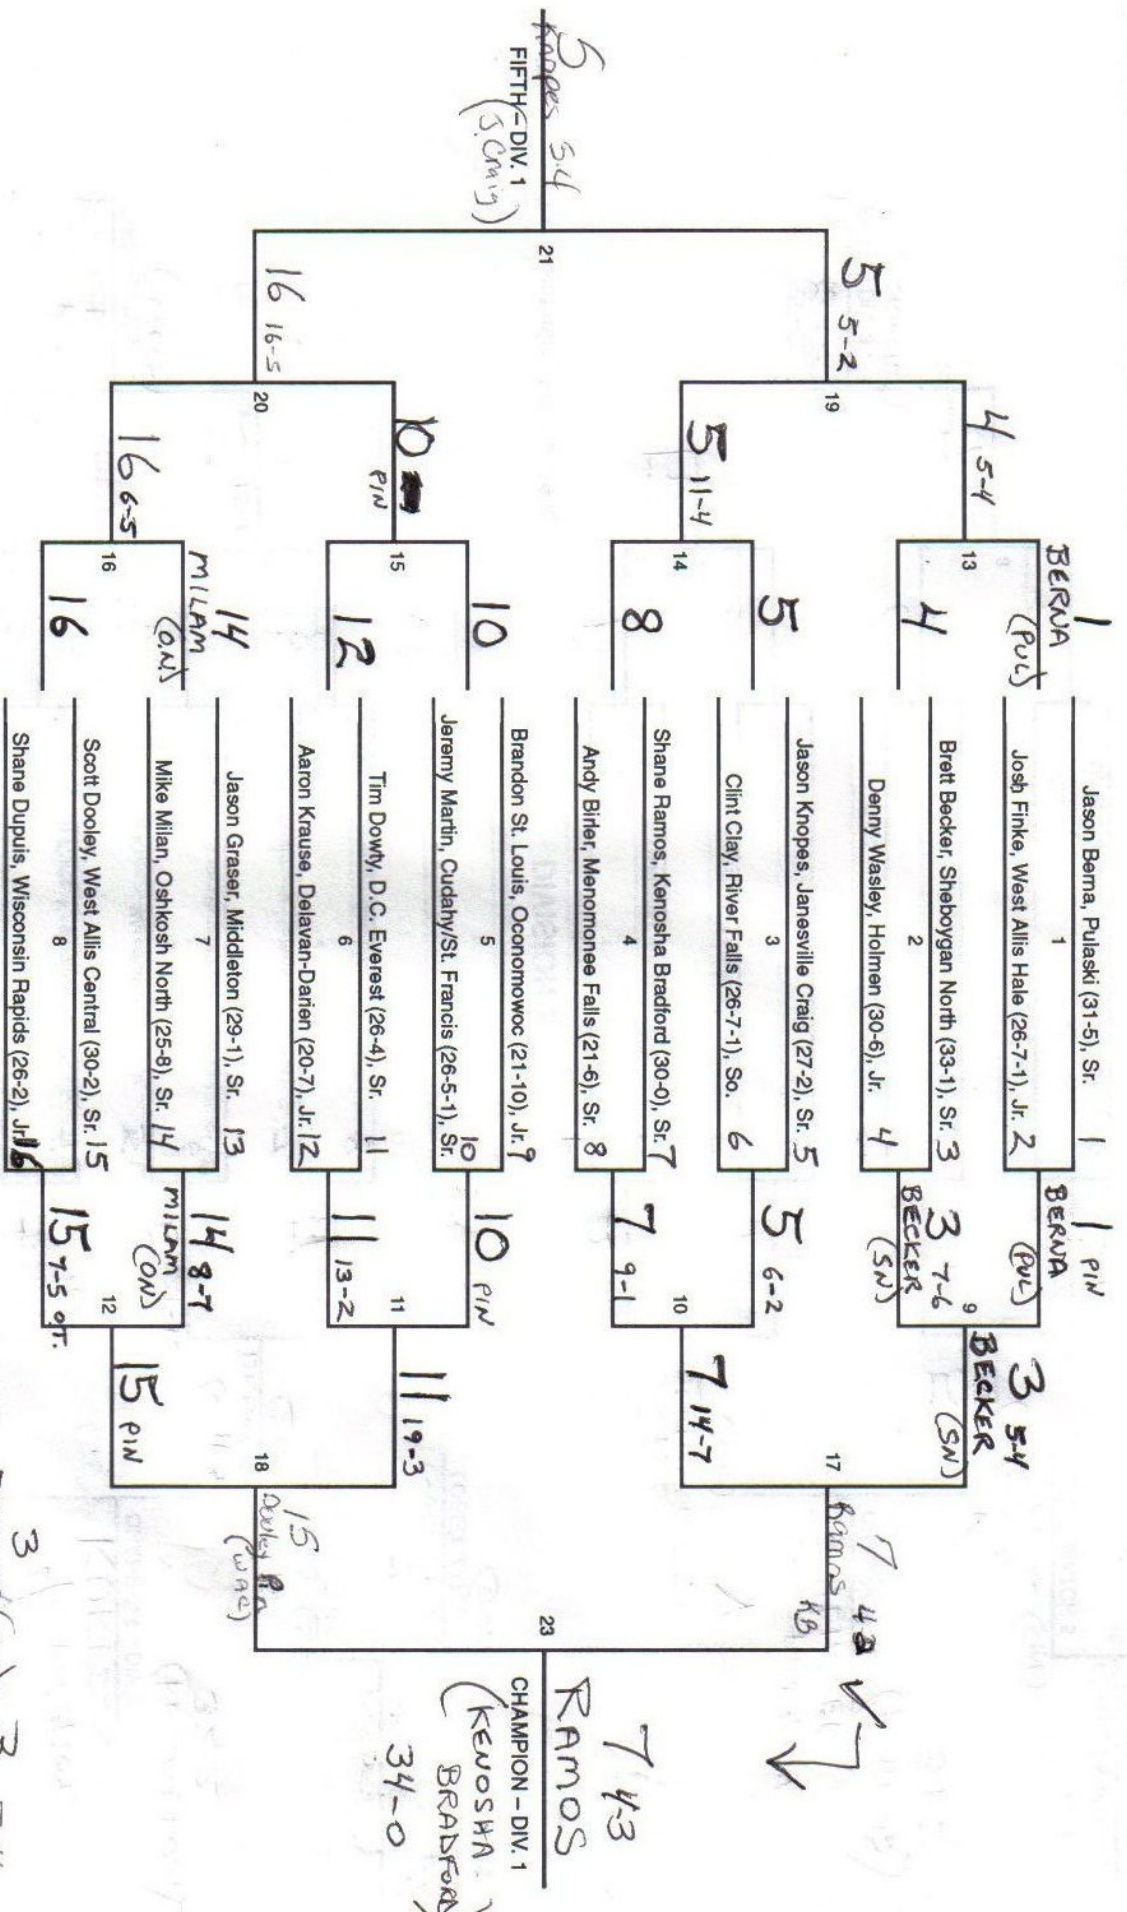 Jason Berna, Pulaski (31-5), Sr. 1
1
Josh Finke, West Allis Hale (26-7-1), Jr. 2
Brett Becker, Sheboygan North (33-1), Sr. 3
2
Denny Wasley, Holmen (30-6), Jr. 4
Jason Knopes, Janesville Craig (27-2), Sr. 5
3
Clint Clay, River Falls (26-7-1), So. 6
Shane Ramos, Kenosha Bradford (30-0), Sr. 7
4
Andy Birler, Menomonee Falls (21-6), Sr. 8
Brandon St. Louis, Oconomowoc (21-10), Jr. 9
5
Jeremy Martin, Cudahy/St. Francis (26-5-1), Sr. 10
Tim Dowty, D.C. Everest (26-4), Sr. 11
6
Aaron Krause, Delavan-Darien (20-7), Jr. 12
Jason Graser, Middleton (29-1), Sr. 13
7
Mike Milan, Oshkosh North (25-8), Sr. 14
Scott Dooley, West Allis Central (30-2), Sr. 15
8
Shane Dupuis, Wisconsin Rapids (26-2), Jr. 16
1 PIN
BERNA (PUL)
9
3 7-6
BECKER (SN)
5 6-2
10
7 9-1
10 PIN
11
11 13-2
14 8-7
MILAM (ON)
12
15 7-5 OT.
3 5-4
BECKER (SN)
17
7 14-7
11 19-3
18
15 PIN
7
Ramos KB
23
15
Dooley Pin
(WAC)
7 4-3
RAMOS
CHAMPION – DIV. 1
(KENOSHA
BRADFORD)
34-0
1
BERNA (PUL)
13
4
5
14
8
10
15
12
14
MILAM (O.N)
16
16
4 5-4
19
5 11-4
10
PIN
20
16 6-5
5 5-2
21
16 16-5
5
5-4
FIFTH – DIV. 1
(J. Craig)
3